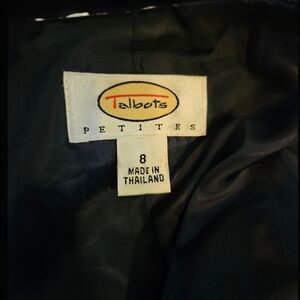 Talbots
PETITES
8
MADE IN
THAILAND